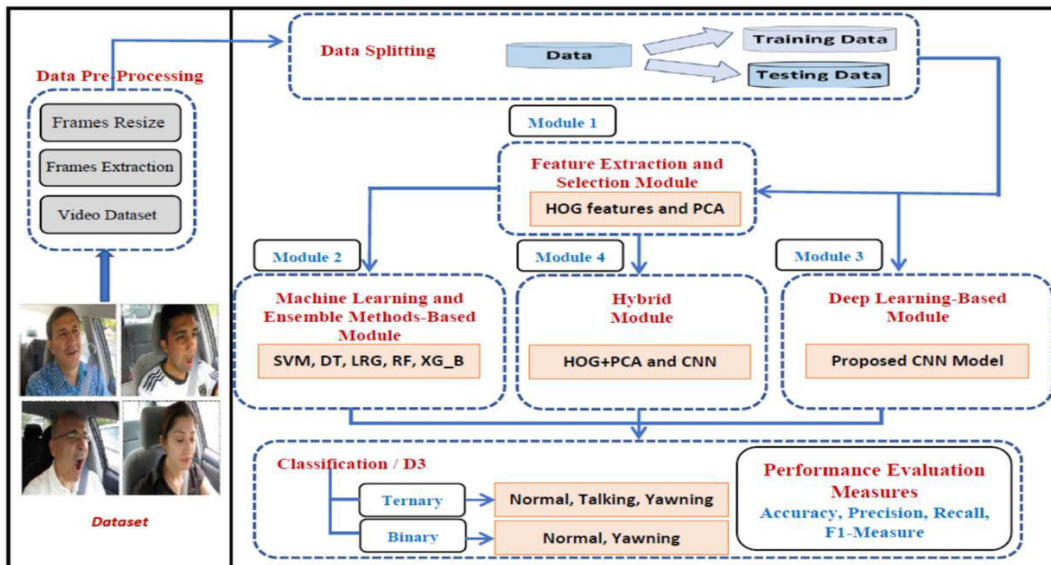 Data Pre-Processing
Frames Resize
Frames Extraction
Video Dataset
Dataset
Data Splitting
Data
Training Data
Testing Data
Module 1
Feature Extraction and
Selection Module
HOG features and PCA
Module 2
Machine Learning and
Ensemble Methods-Based
Module
SVM, DT, LRG, RF, XG_B
Module 4
Hybrid
Module
HOG+PCA and CNN
Module 3
Deep Learning-Based
Module
Proposed CNN Model
Classification / D3
Ternary
Normal, Talking, Yawning
Binary
Normal, Yawning
Performance Evaluation
Measures
Accuracy, Precision, Recall,
F1-Measure